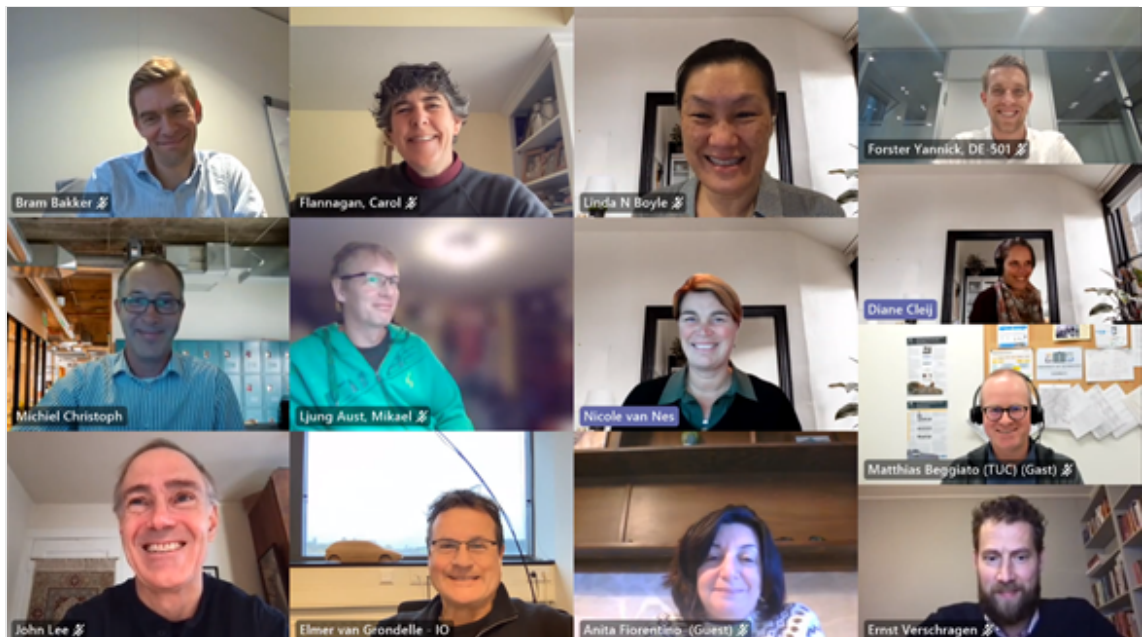 Bram Bakker
Flannagan, Carol
Linda N Boyle
Forster Yannick, DE-501
Diane Cleij
Michiel Christoph
Ljung Aust, Mikael
Nicole van Nes
Matthias Beggiato (TUC) (Gast)
John Lee
Elmer van Grondelle - IO
Anita Fiorentino (Guest)
Ernst Verschragen